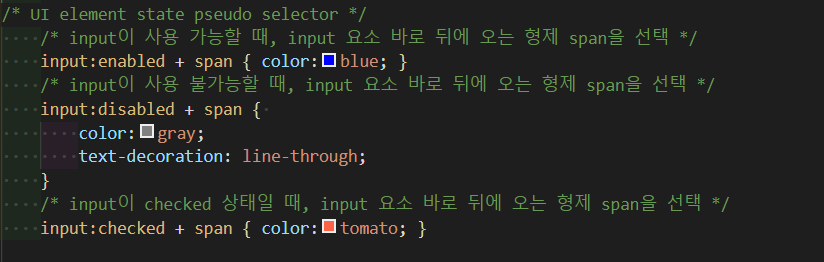 /* UI element state pseudo selector */
/* input이 사용 가능할 때, input 요소 바로 뒤에 오는 형제 span을 선택 */
input:enabled + span { color: blue; }
/* input이 사용 불가능할 때, input 요소 바로 뒤에 오는 형제 span을 선택 */
input:disabled + span {
color: gray;
text-decoration: line-through;
}
/* input이 checked 상태일 때, input 요소 바로 뒤에 오는 형제 span을 선택 */
input:checked + span { color: tomato; }